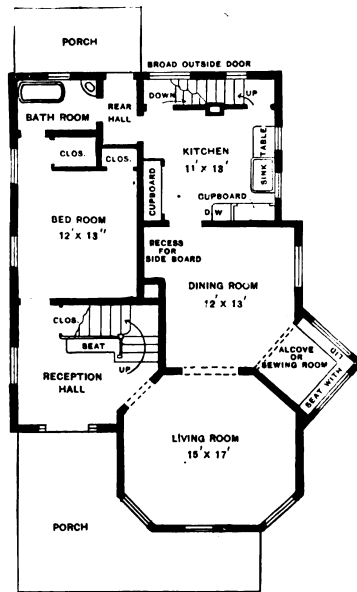 PORCH
BROAD OUTSIDE DOOR
DOWN
UP
BATH ROOM
REAR
HALL
KITCHEN
11' X 13'
TABLE
SINK
CLOS.
CLOS.
CUPBOARD
CUPBOARD
D W
BED ROOM
12' X 13"
RECESS
FOR
SIDE BOARD
DINING ROOM
12' X 13'
CLOS.
SEAT
UP
RECEPTION
HALL
ALCOVE
OR
SEWING ROOM
SEAT WITH
LID
LIVING ROOM
15' X 17'
PORCH